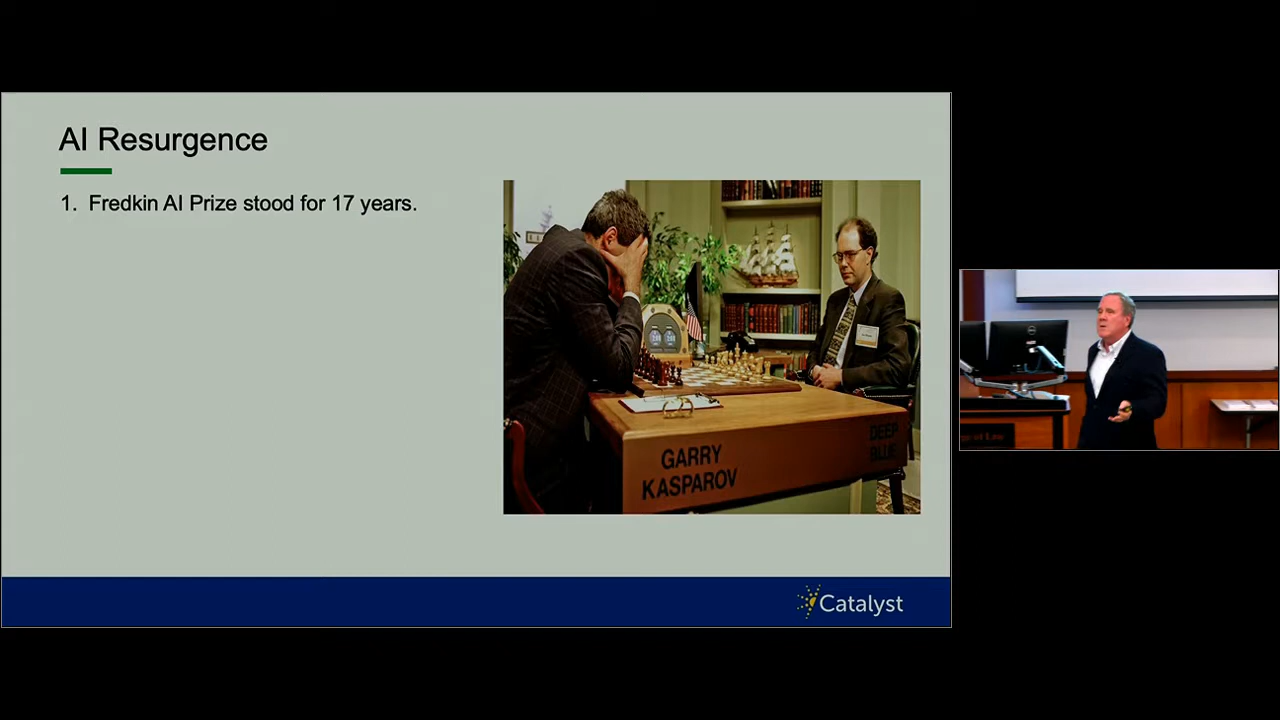 AI Resurgence
1. Fredkin AI Prize stood for 17 years.
GARRY
KASPAROV
DEEP
BLUE
Catalyst